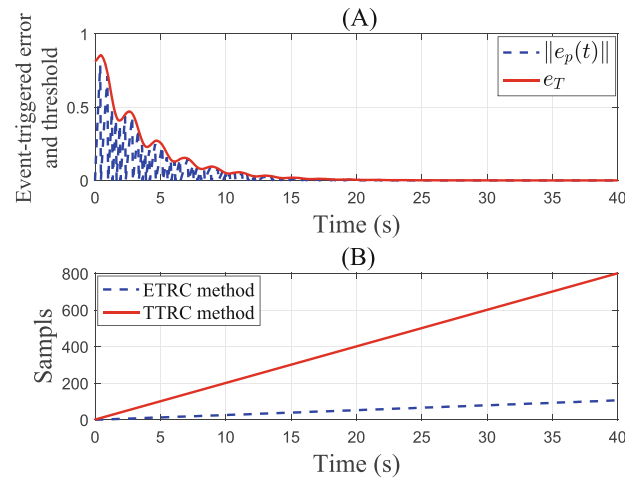 (A)
Event-triggered error
and threshold
1
0.5
0
‖e_p(t)‖
e_T
0 5 10 15 20 25 30 35 40
Time (s)
(B)
Sampls
800
600
400
200
0
ETRC method
TTRC method
0 5 10 15 20 25 30 35 40
Time (s)